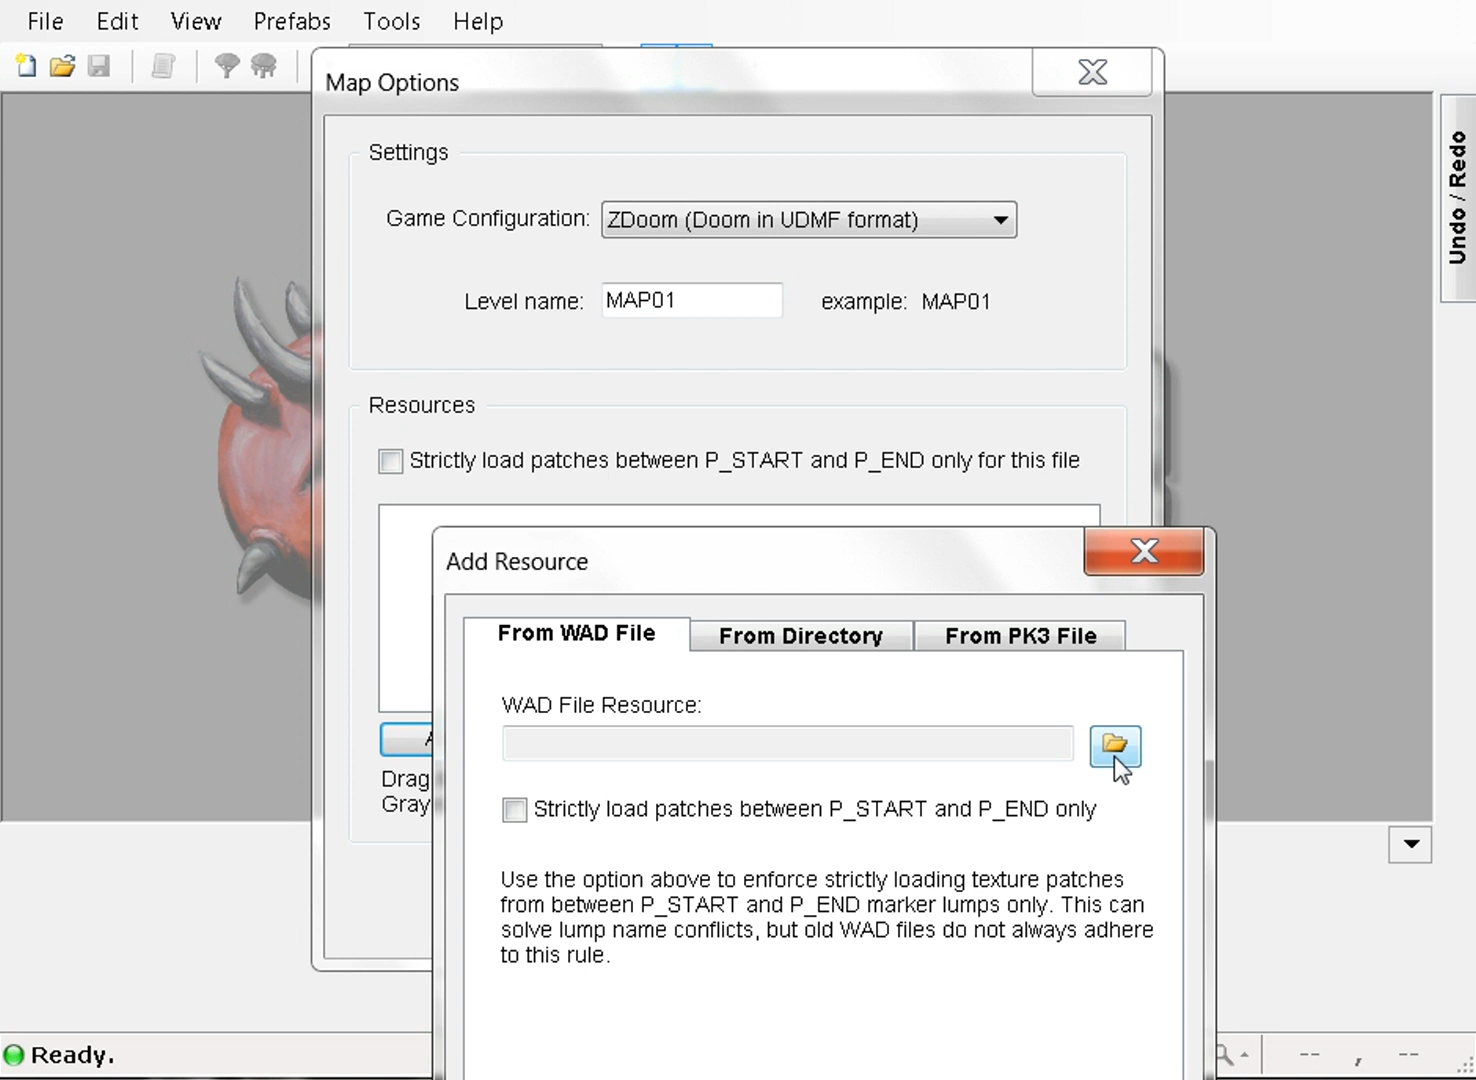 File Edit View Prefabs Tools Help
Map Options
Undo / Redo
Settings
Game Configuration: ZDoom (Doom in UDMF format)
Level name: MAP01 example: MAP01
Resources
Strictly load patches between P_START and P_END only for this file
Add Resource
From WAD File From Directory From PK3 File
WAD File Resource:
Drag
Gray
Strictly load patches between P_START and P_END only
Use the option above to enforce strictly loading texture patches
from between P_START and P_END marker lumps only. This can
solve lump name conflicts, but old WAD files do not always adhere
to this rule.
Ready.
-- , --